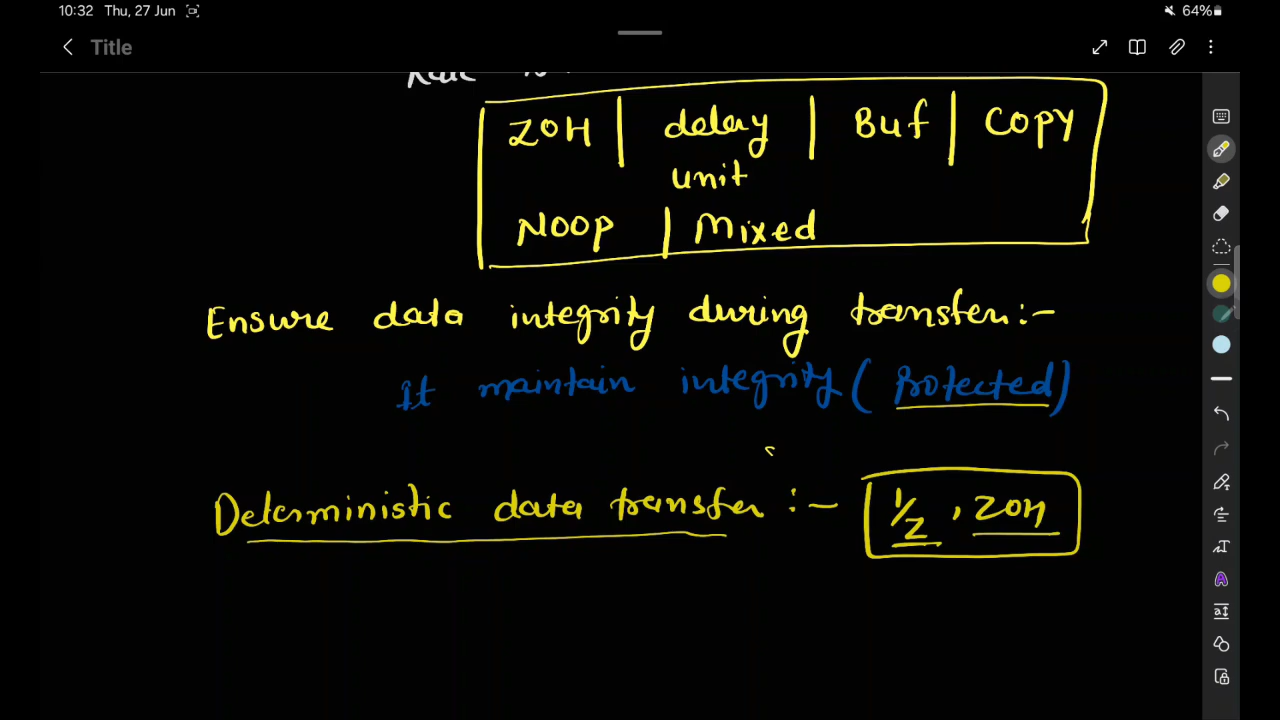 10:32 Thu, 27 Jun 64%
Title
ZOH | delay | Buf | COPY
unit
NOOP | Mixed
Ensure data integrity during transfer:-
It maintain integrity (Protected)
Deterministic data transfer :- 1/Z , ZOH